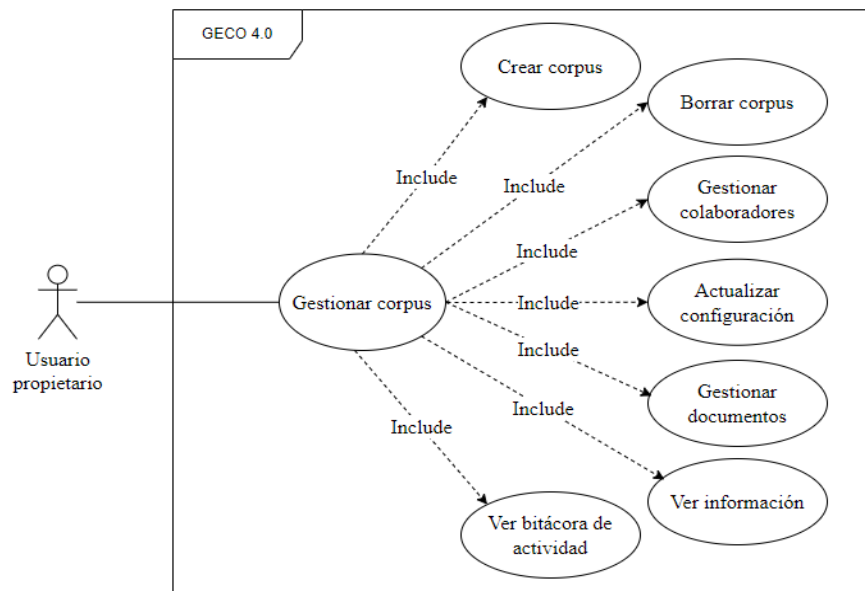 GECO 4.0
Crear corpus
Borrar corpus
Include
Include
Gestionar
colaboradores
Include
Gestionar corpus
Include
Actualizar
configuración
Usuario
propietario
Include
Gestionar
documentos
Include
Include
Ver información
Ver bitácora de
actividad